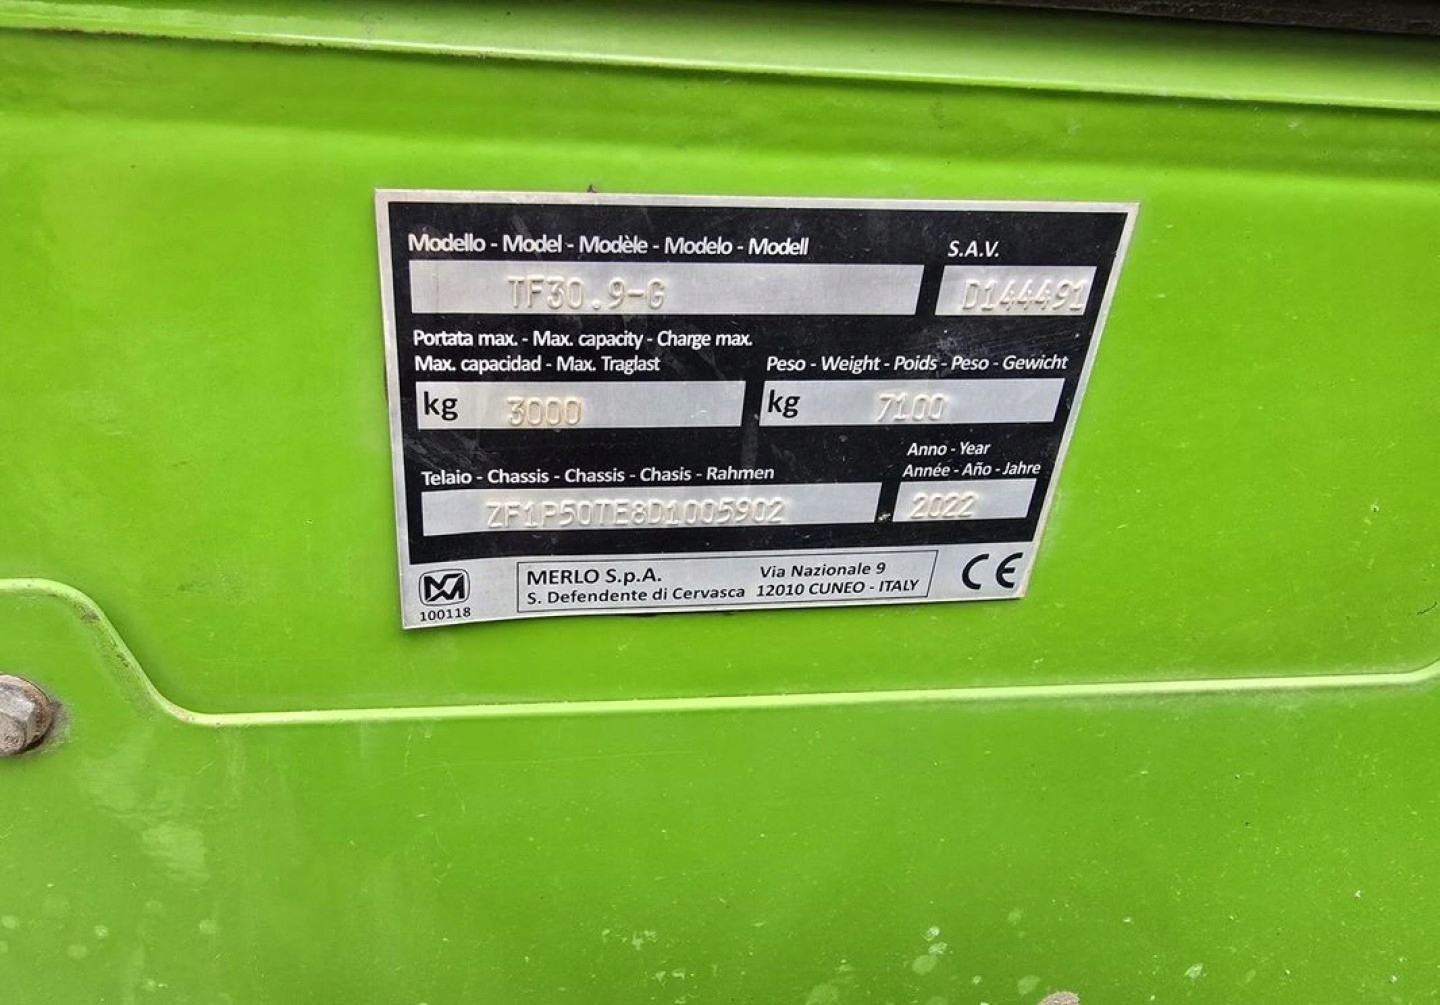 Modello - Model - Modèle - Modelo - Modell S.A.V.
TF30.9-G D144491
Portata max. - Max. capacity - Charge max.
Max. capacidad - Max. Traglast Peso - Weight - Poids - Peso - Gewicht
kg 3000 kg 7100
Anno - Year
Telaio - Chassis - Chassis - Chasis - Rahmen Année - Año - Jahre
ZF1P50TE8D1005902 2022
MERLO S.p.A. Via Nazionale 9
S. Defendente di Cervasca 12010 CUNEO - ITALY
CE
100118